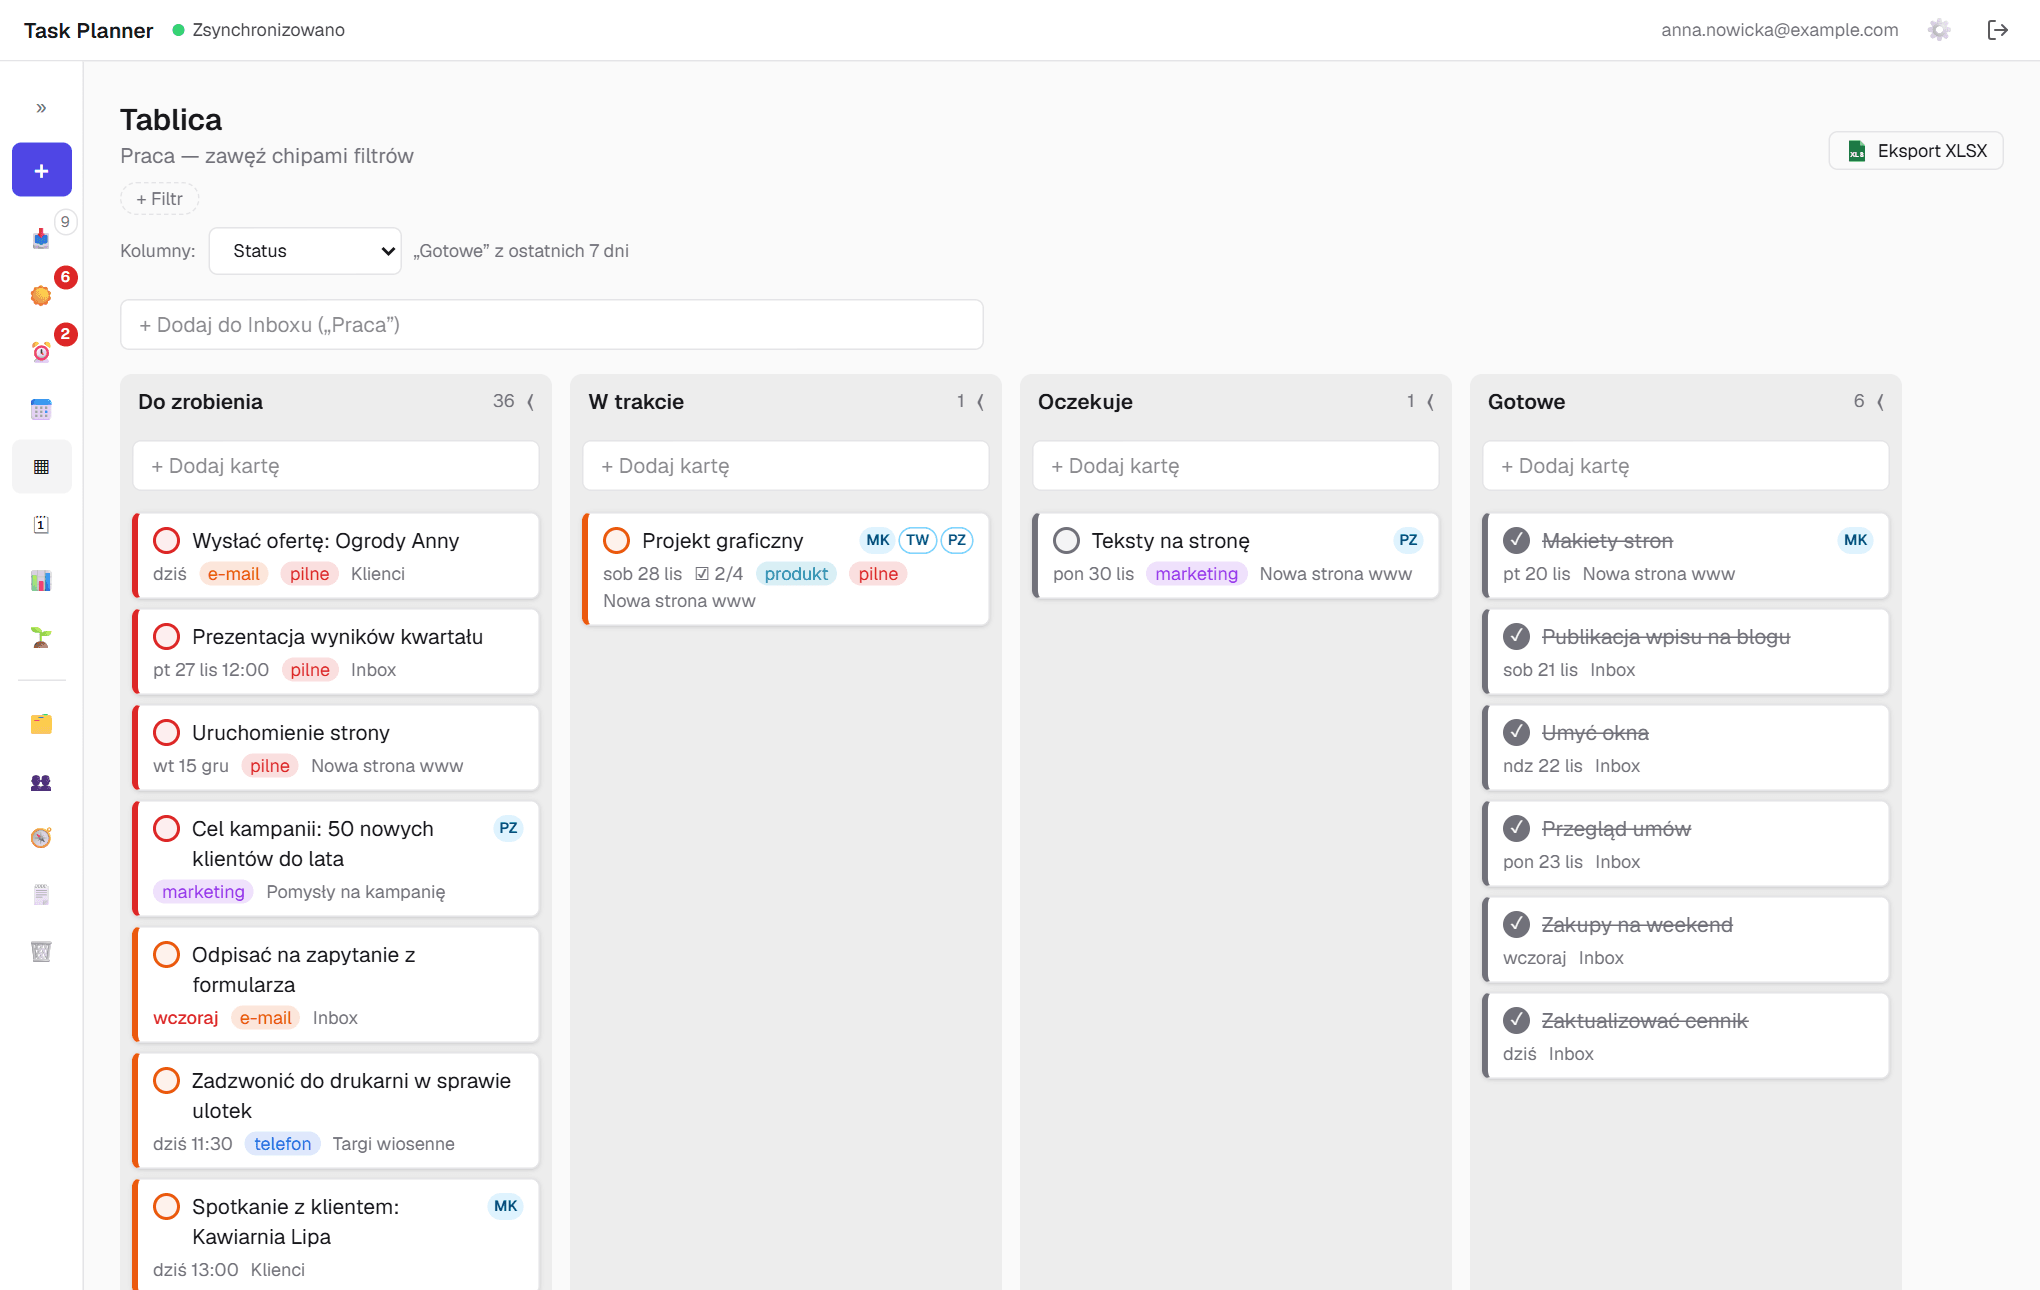 Task Planner
Zsynchronizowano
anna.nowicka@example.com
»
+
9
6
2
1
Tablica
Praca — zawęź chipami filtrów
+ Filtr
Eksport XLSX
Kolumny:
Status
„Gotowe” z ostatnich 7 dni
+ Dodaj do Inboxu („Praca”)
Do zrobienia
36
+ Dodaj kartę
Wysłać ofertę: Ogrody Anny
dziś e-mail pilne Klienci
Prezentacja wyników kwartału
pt 27 lis 12:00 pilne Inbox
Uruchomienie strony
wt 15 gru pilne Nowa strona www
Cel kampanii: 50 nowych
klientów do lata
PZ
marketing Pomysły na kampanię
Odpisać na zapytanie z
formularza
wczoraj e-mail Inbox
Zadzwonić do drukarni w sprawie
ulotek
dziś 11:30 telefon Targi wiosenne
Spotkanie z klientem:
Kawiarnia Lipa
MK
dziś 13:00 Klienci
W trakcie
1
+ Dodaj kartę
Projekt graficzny
MK TW PZ
sob 28 lis ☑ 2/4 produkt pilne
Nowa strona www
Oczekuje
1
+ Dodaj kartę
Teksty na stronę
PZ
pon 30 lis marketing Nowa strona www
Gotowe
6
+ Dodaj kartę
Makiety stron
MK
pt 20 lis Nowa strona www
Publikacja wpisu na blogu
sob 21 lis Inbox
Umyć okna
ndz 22 lis Inbox
Przegląd umów
pon 23 lis Inbox
Zakupy na weekend
wczoraj Inbox
Zaktualizować cennik
dziś Inbox